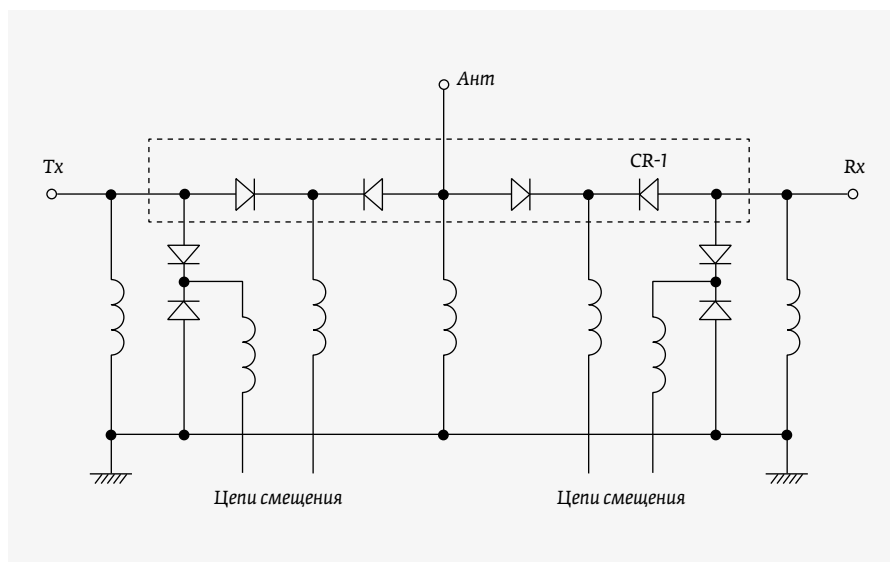 Ант
Tx
CR-1
Rx
Цепи смещения
Цепи смещения